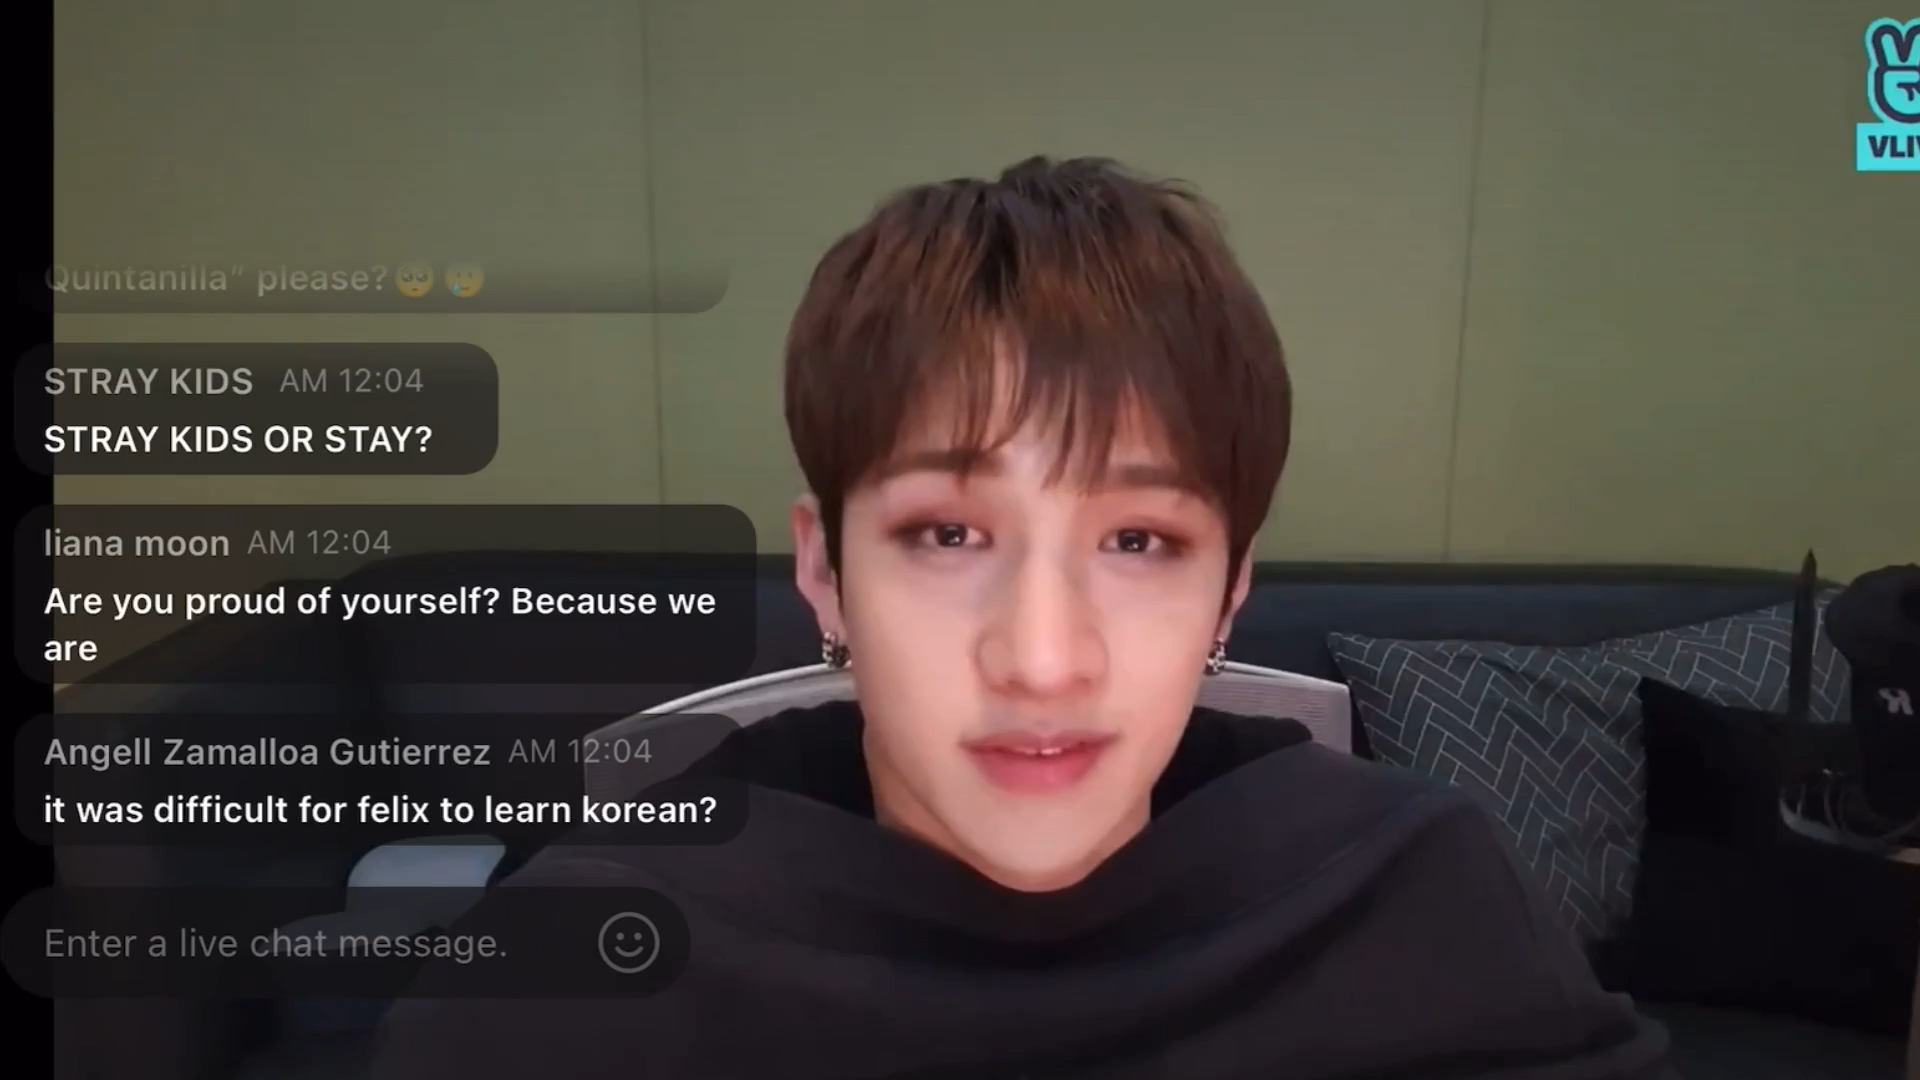 Quintanilla" please?🥺🥲
STRAY KIDS AM 12:04
STRAY KIDS OR STAY?
liana moon AM 12:04
Are you proud of yourself? Because we
are
Angell Zamalloa Gutierrez AM 12:04
it was difficult for felix to learn korean?
Enter a live chat message.